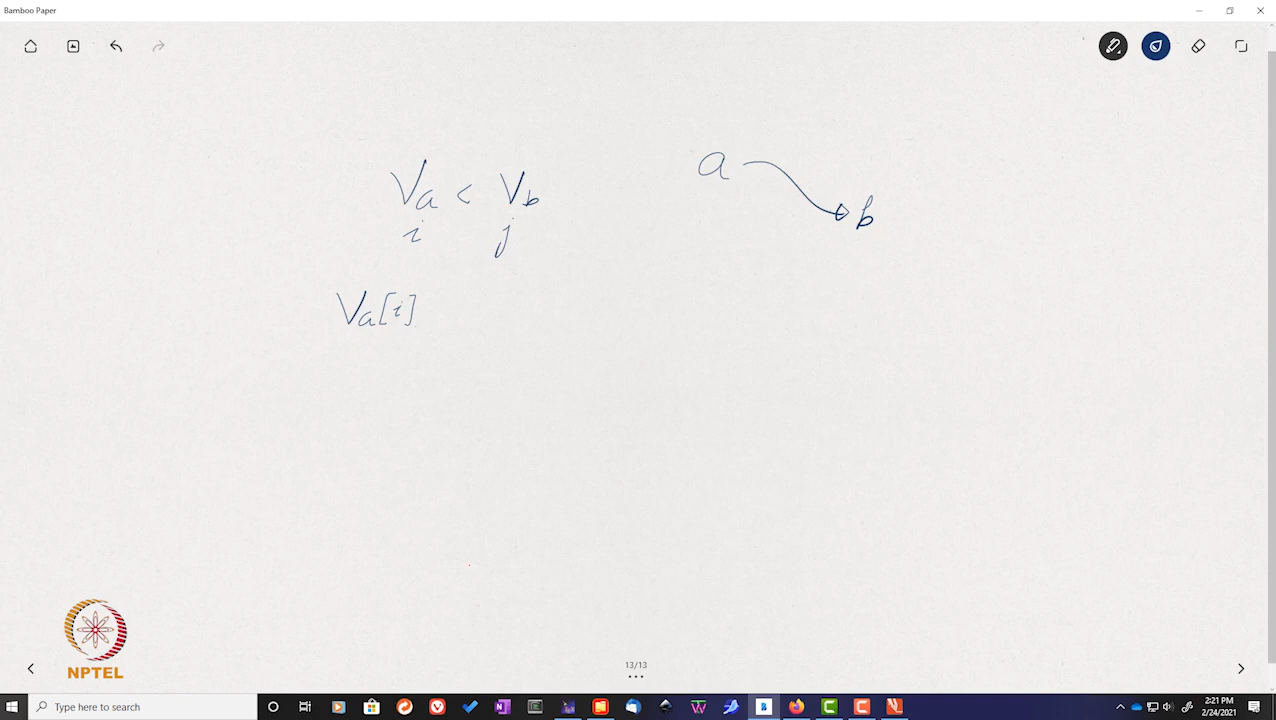 Bamboo Paper
Va < Vb
i j
Va[i]
a b
NPTEL
13/13
Type here to search
2:21 PM
2/24/2021